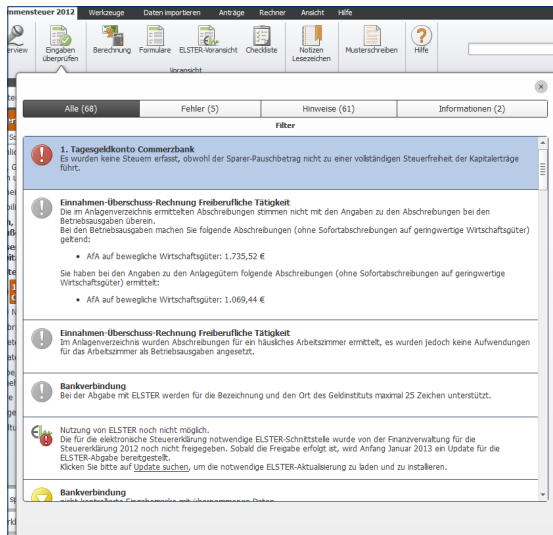 mmensteuer 2012 Werkzeuge Daten importieren Anträge Rechner Ansicht Hilfe
Eingaben überprüfen Berechnung Formulare ELSTER-Voransicht Checkliste Notizen Lesezeichen Musterschreiben Hilfe
Voransicht
Alle (68) Fehler (5) Hinweise (61) Informationen (2)
Filter
1. Tagesgeldkonto Commerzbank
Es wurden keine Steuern erfasst, obwohl der Sparer-Pauschbetrag nicht zu einer vollständigen Steuerfreiheit der Kapitalerträge
führt.
Einnahmen-Überschuss-Rechnung Freiberufliche Tätigkeit
Die im Anlagenverzeichnis ermittelten Abschreibungen stimmen nicht mit den Angaben zu den Abschreibungen bei den
Betriebsausgaben überein.
Bei den Betriebsausgaben machen Sie folgende Abschreibungen (ohne Sofortabschreibungen auf geringwertige Wirtschaftsgüter)
geltend:
• AfA auf bewegliche Wirtschaftsgüter: 1.735,52 €
Sie haben bei den Angaben zu den Anlagegütern folgende Abschreibungen (ohne Sofortabschreibungen auf geringwertige
Wirtschaftsgüter) ermittelt:
• AfA auf bewegliche Wirtschaftsgüter: 1.069,44 €
Einnahmen-Überschuss-Rechnung Freiberufliche Tätigkeit
Im Anlagenverzeichnis wurden Abschreibungen für ein häusliches Arbeitszimmer ermittelt, es wurden jedoch keine Aufwendungen
für das Arbeitszimmer als Betriebsausgaben angesetzt.
Bankverbindung
Bei der Abgabe mit ELSTER werden für die Bezeichnung und den Ort des Geldinstituts maximal 25 Zeichen unterstützt.
Nutzung von ELSTER noch nicht möglich.
Die für die elektronische Steuererklärung notwendige ELSTER-Schnittstelle wurde von der Finanzverwaltung für die
Steuererklärung 2012 noch nicht freigegeben. Sobald die Freigabe erfolgt ist, wird Anfang Januar 2013 ein Update für die
ELSTER-Abgabe bereitgestellt.
Klicken Sie bitte auf Update suchen, um die notwendige ELSTER-Aktualisierung zu laden und zu installieren.
Bankverbindung